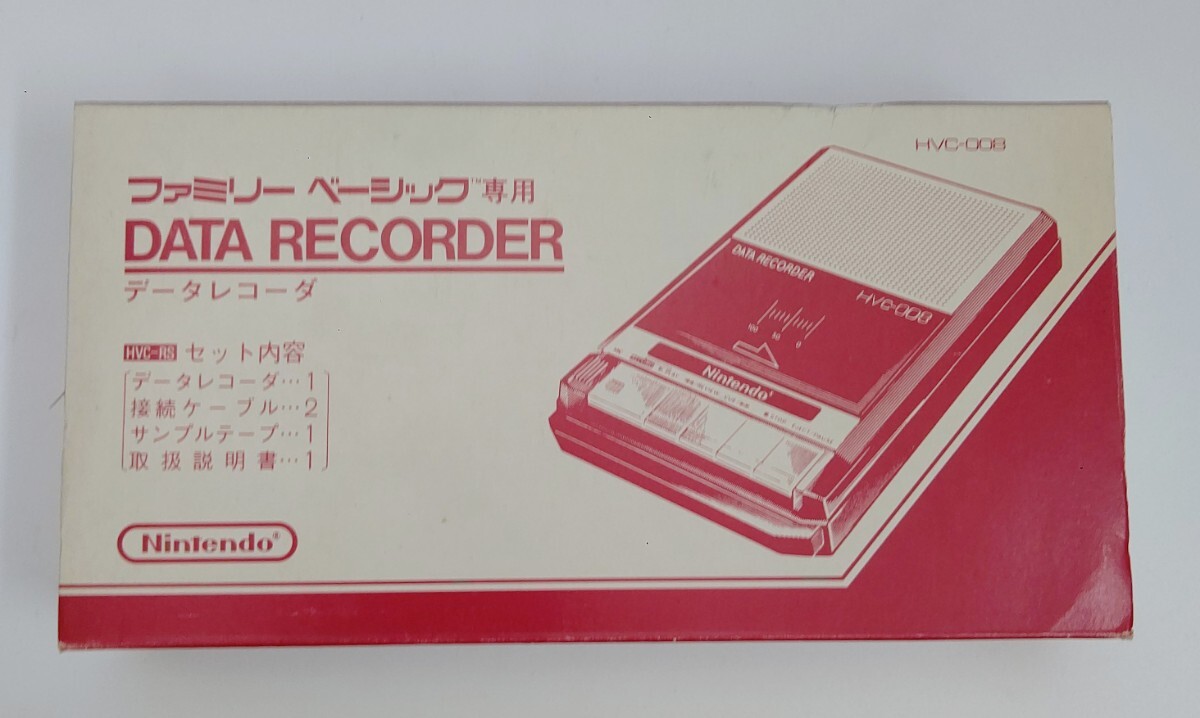 HVC-008
ファミリー ベーシック™専用
DATA RECORDER
データレコーダ
HVC-RS セット内容
データレコーダ…1
接続ケーブル…2
サンプルテープ…1
取扱説明書…1
Nintendo®
DATA RECORDER
HVC-008
100 50 0
Nintendo®